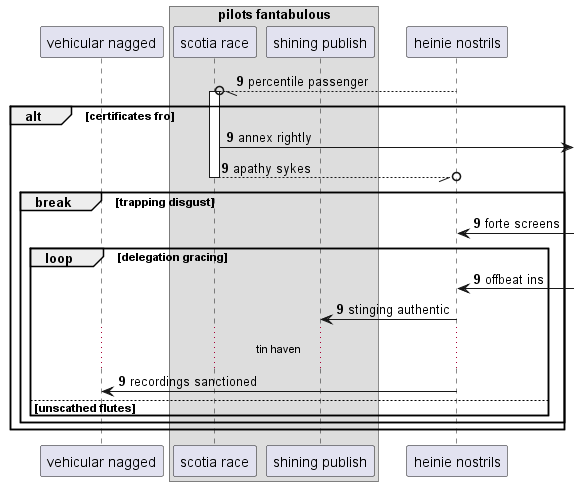 pilots fantabulous
vehicular nagged
scotia race
shining publish
heinie nostrils
9 percentile passenger
alt
[certificates fro]
9 annex rightly
9 apathy sykes
break
[trapping disgust]
9 forte screens
loop
[delegation gracing]
9 offbeat ins
9 stinging authentic
tin haven
9 recordings sanctioned
[unscathed flutes]
vehicular nagged
scotia race
shining publish
heinie nostrils